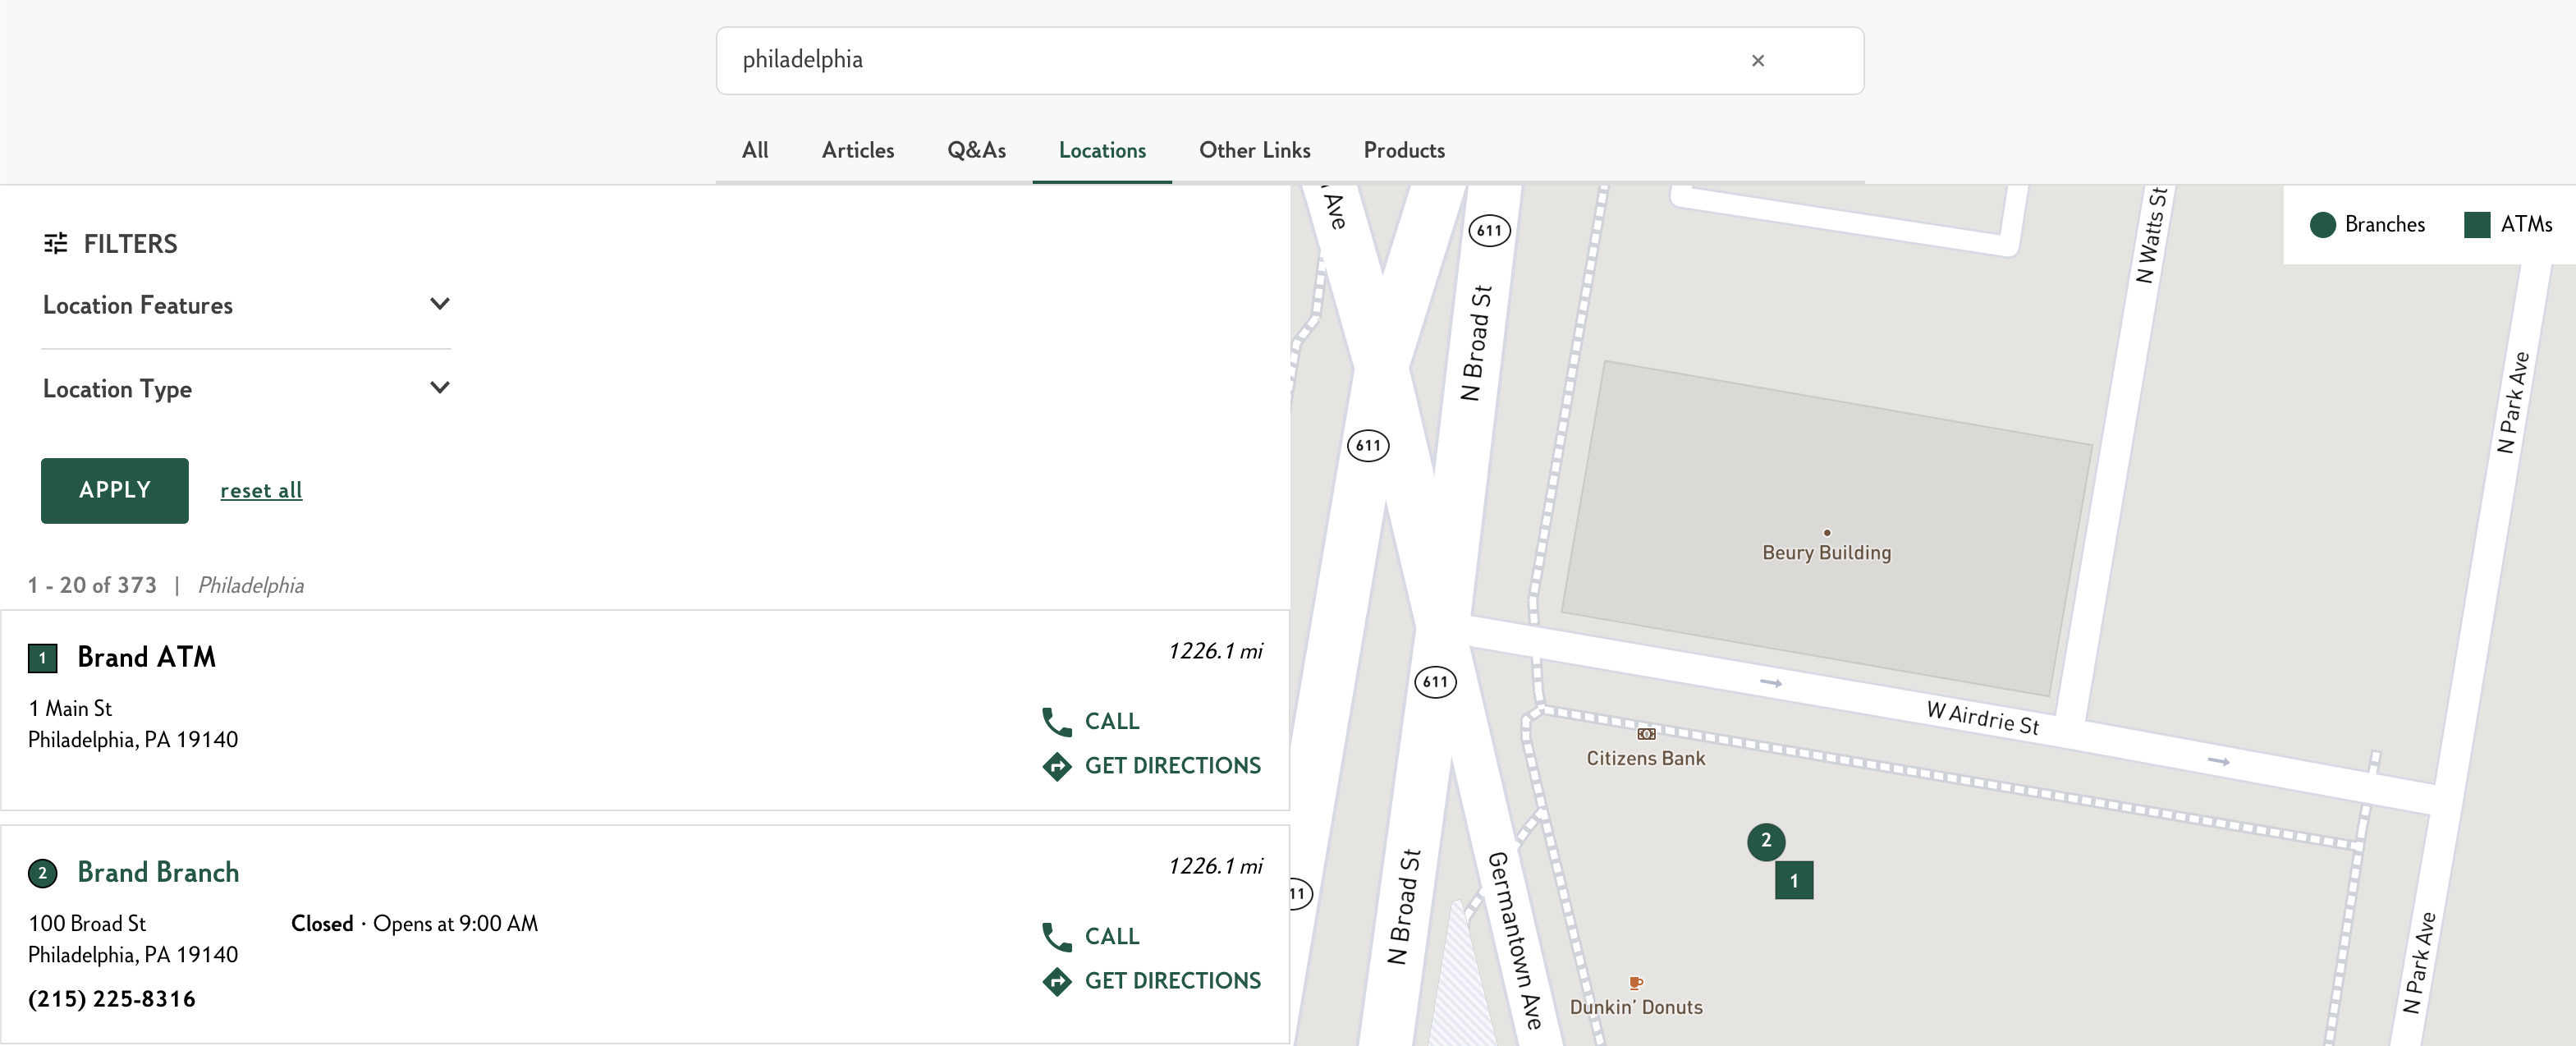 philadelphia
×
All
Articles
Q&As
Locations
Other Links
Products
FILTERS
Location Features
Location Type
APPLY
reset all
1 - 20 of 373 | Philadelphia
1
Brand ATM
1226.1 mi
1 Main St
Philadelphia, PA 19140
CALL
GET DIRECTIONS
2
Brand Branch
1226.1 mi
100 Broad St
Philadelphia, PA 19140
Closed · Opens at 9:00 AM
(215) 225-8316
CALL
GET DIRECTIONS
Branches
ATMs
Ave
611
N Broad St
N Watts St
N Park Ave
611
Beury Building
611
W Airdrie St
Citizens Bank
2
1
11
N Broad St
Germantown Ave
N Park Ave
Dunkin' Donuts